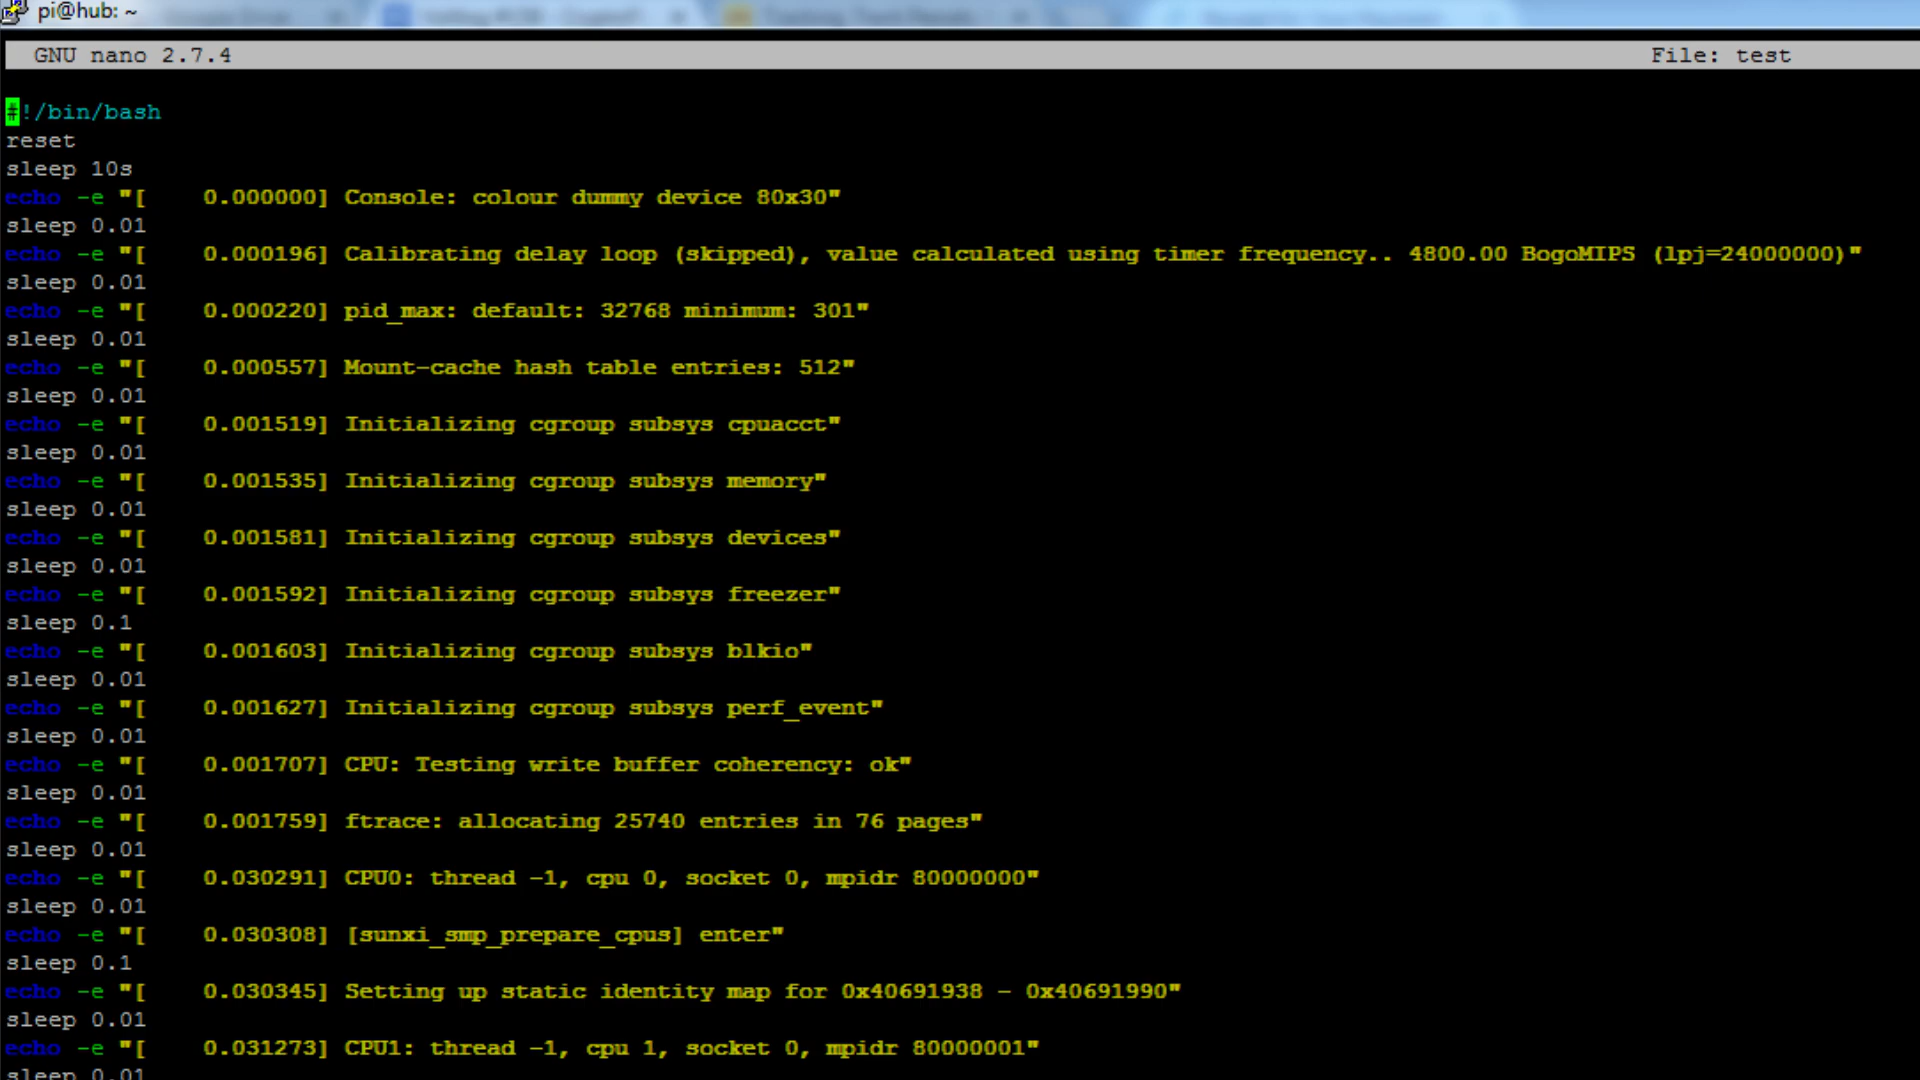 pi@hub: ~
GNU nano 2.7.4 File: test
#!/bin/bash
reset
sleep 10s
echo -e "[    0.000000] Console: colour dummy device 80x30"
sleep 0.01
echo -e "[    0.000196] Calibrating delay loop (skipped), value calculated using timer frequency.. 4800.00 BogoMIPS (lpj=24000000)"
sleep 0.01
echo -e "[    0.000220] pid_max: default: 32768 minimum: 301"
sleep 0.01
echo -e "[    0.000557] Mount-cache hash table entries: 512"
sleep 0.01
echo -e "[    0.001519] Initializing cgroup subsys cpuacct"
sleep 0.01
echo -e "[    0.001535] Initializing cgroup subsys memory"
sleep 0.01
echo -e "[    0.001581] Initializing cgroup subsys devices"
sleep 0.01
echo -e "[    0.001592] Initializing cgroup subsys freezer"
sleep 0.1
echo -e "[    0.001603] Initializing cgroup subsys blkio"
sleep 0.01
echo -e "[    0.001627] Initializing cgroup subsys perf_event"
sleep 0.01
echo -e "[    0.001707] CPU: Testing write buffer coherency: ok"
sleep 0.01
echo -e "[    0.001759] ftrace: allocating 25740 entries in 76 pages"
sleep 0.01
echo -e "[    0.030291] CPU0: thread -1, cpu 0, socket 0, mpidr 80000000"
sleep 0.01
echo -e "[    0.030308] [sunxi_smp_prepare_cpus] enter"
sleep 0.1
echo -e "[    0.030345] Setting up static identity map for 0x40691938 - 0x40691990"
sleep 0.01
echo -e "[    0.031273] CPU1: thread -1, cpu 1, socket 0, mpidr 80000001"
sleep 0.01